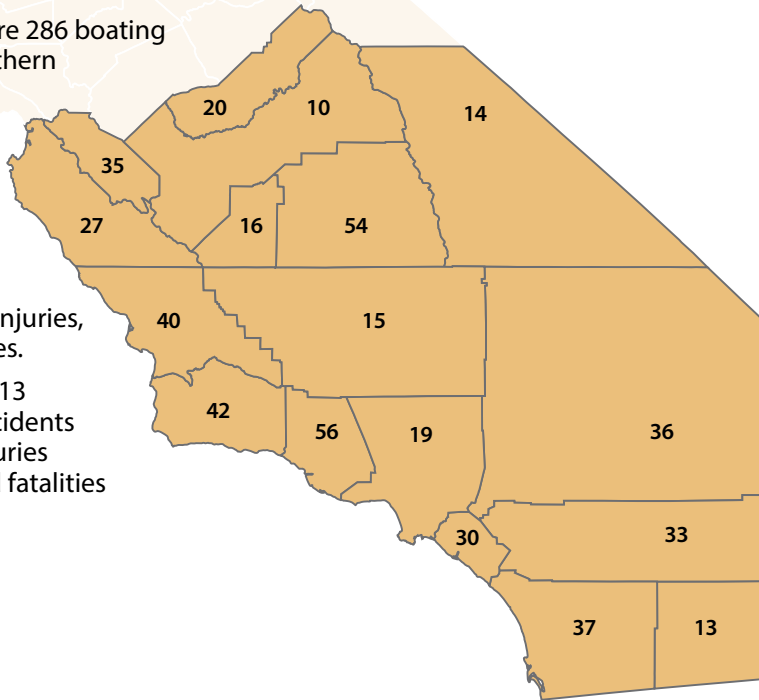 re 286 boating
thern
20
10
14
35
27
16
54
injuries,
es.
40
15
13
cidents
uries
l fatalities
42
56
19
36
30
33
37
13